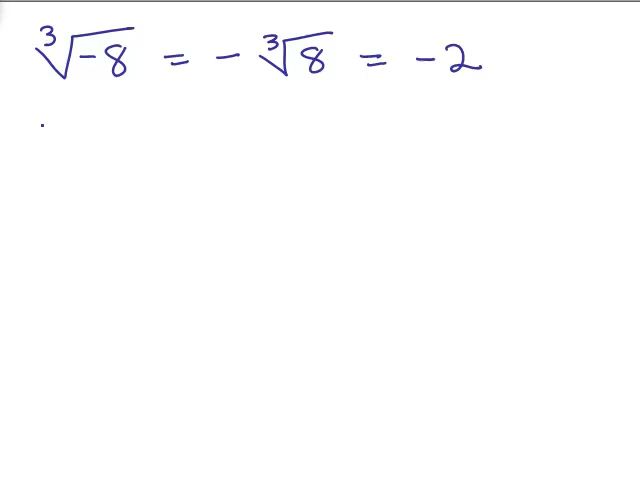 ∛-8 = - ∛8 = -2